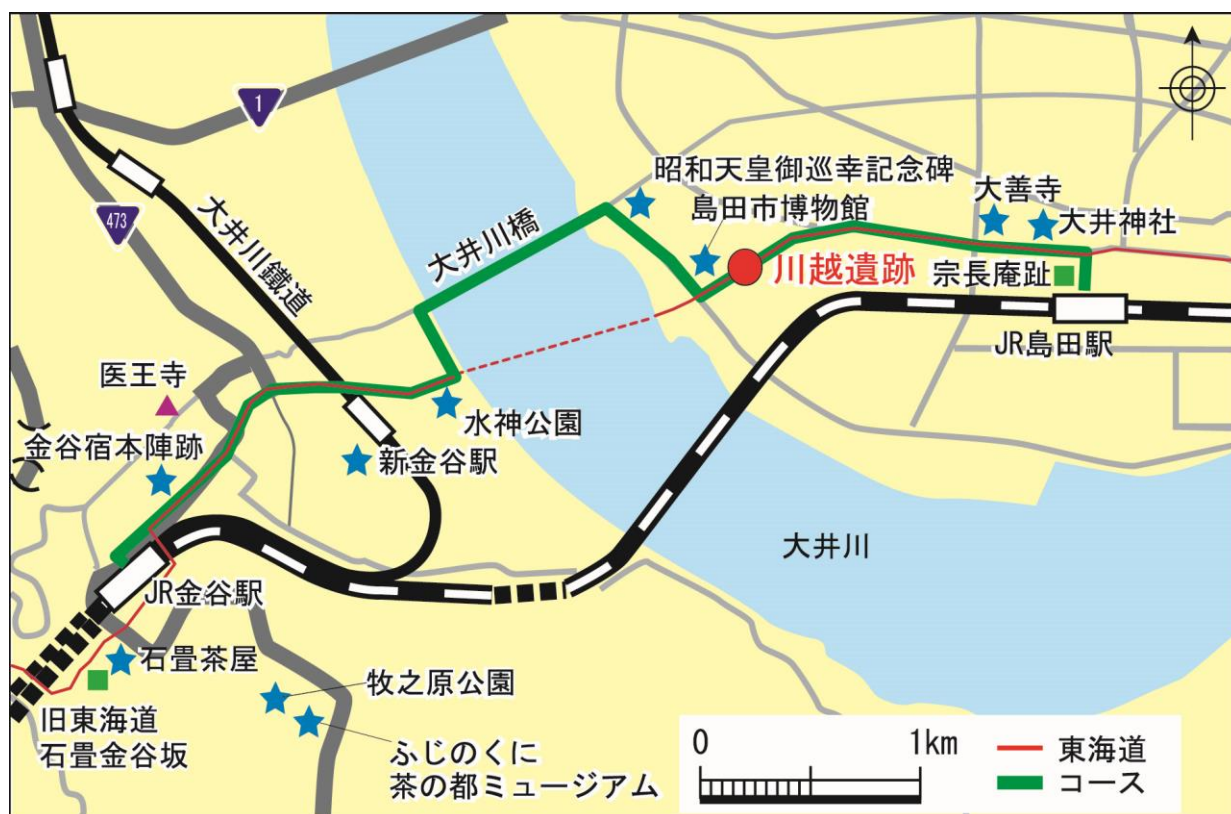 1
473
大井川鐵道
大井川橋
昭和天皇御巡幸記念碑
島田市博物館
川越遺跡
大善寺
大井神社
宗長庵趾
JR島田駅
医王寺
金谷宿本陣跡
水神公園
新金谷駅
大井川
JR金谷駅
石畳茶屋
旧東海道
石畳金谷坂
牧之原公園
ふじのくに
茶の都ミュージアム
0 1km
東海道
コース